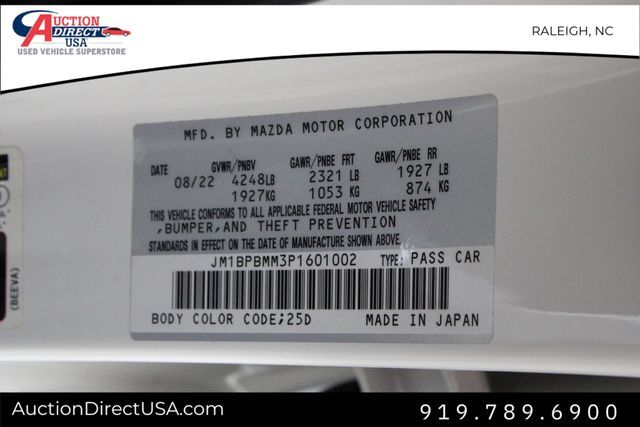 AUCTION
DIRECT
USA
USED VEHICLE SUPERSTORE
RALEIGH, NC
MFD. BY MAZDA MOTOR CORPORATION
DATE GVWR/PNBV GAWR/PNBE FRT GAWR/PNBE RR
08/22 4248LB 2321 LB 1927 LB
1927KG 1053 KG 874 KG
THIS VEHICLE CONFORMS TO ALL APPLICABLE FEDERAL MOTOR VEHICLE SAFETY
,BUMPER,AND THEFT PREVENTION
STANDARDS IN EFFECT ON THE DATE OF MANUFACTURE SHOWN ABOVE.
JM1BPBMM3P1601002 TYPE: PASS CAR
BODY COLOR CODE;25D MADE IN JAPAN
(BEEVA)
AuctionDirectUSA.com
919.789.6900